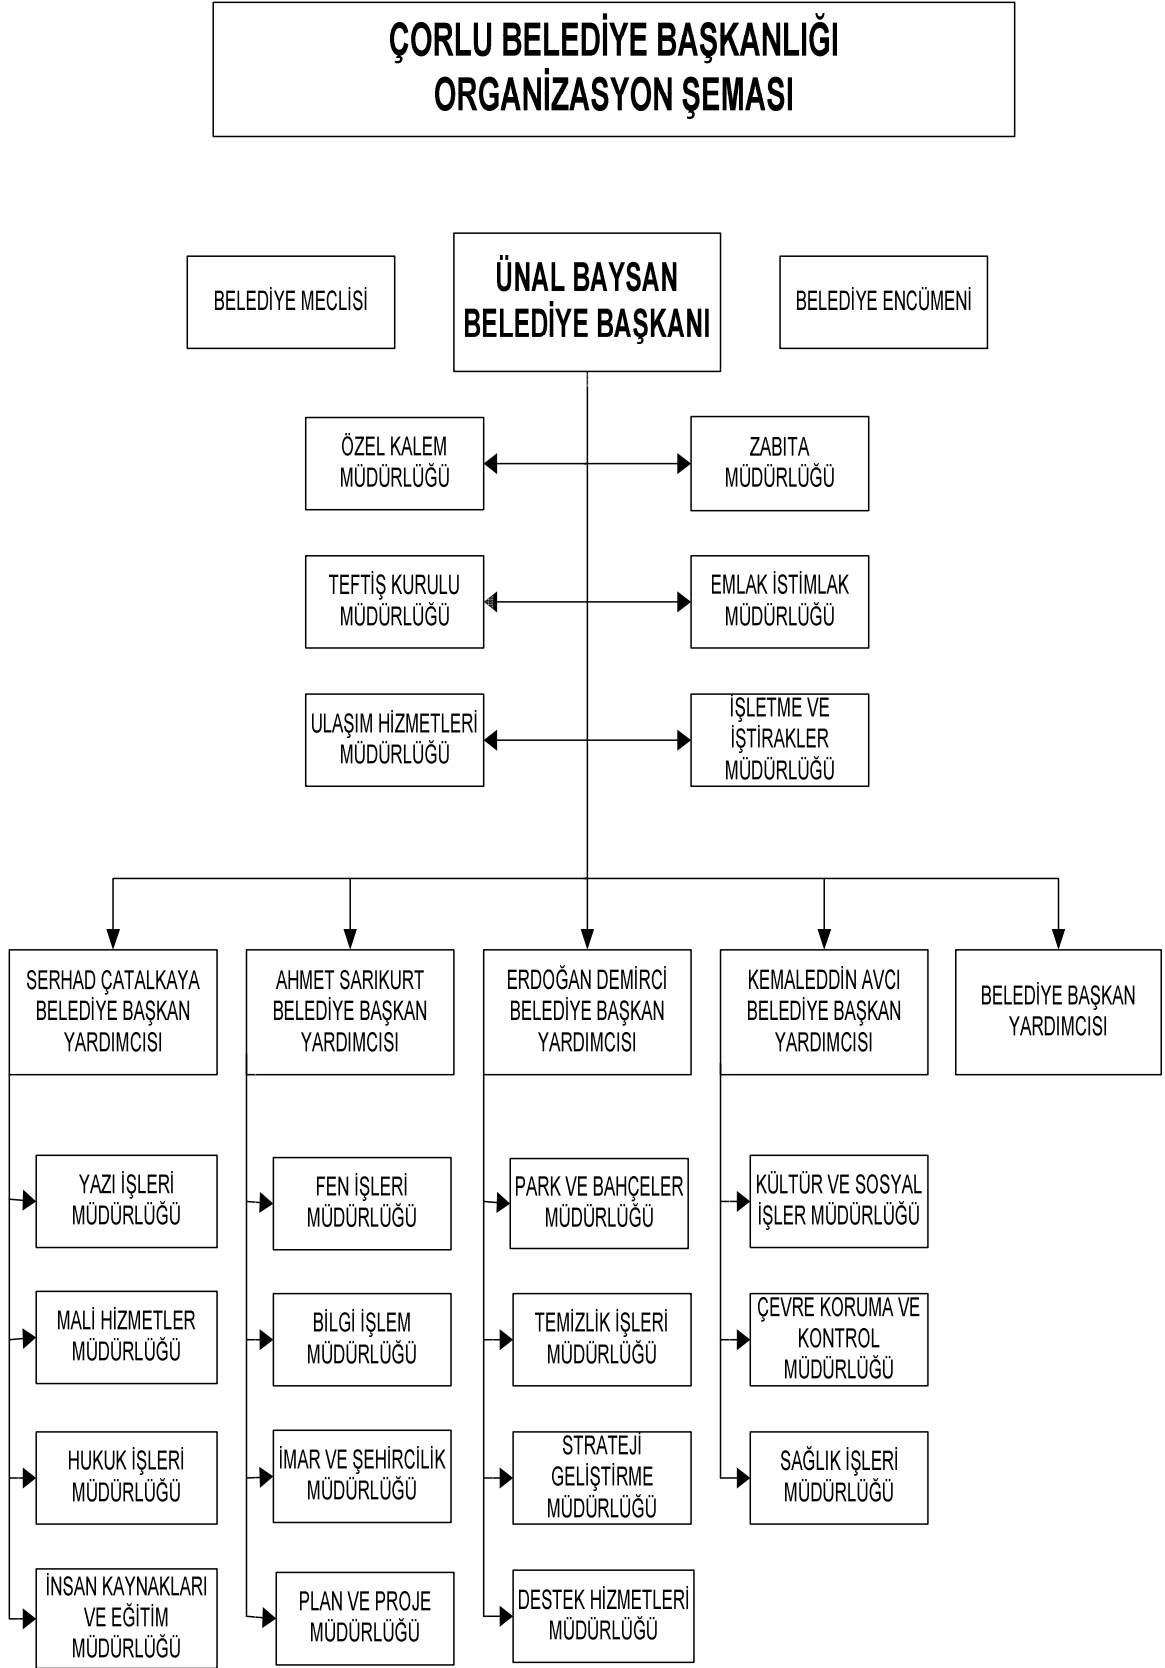 ÇORLU BELEDİYE BAŞKANLIĞI
ORGANİZASYON ŞEMASI
BELEDİYE MECLİSİ
ÜNAL BAYSAN
BELEDİYE BAŞKANI
BELEDİYE ENCÜMENİ
ÖZEL KALEM
MÜDÜRLÜĞÜ
ZABITA
MÜDÜRLÜĞÜ
TEFTİŞ KURULU
MÜDÜRLÜĞÜ
EMLAK İSTİMLAK
MÜDÜRLÜĞÜ
ULAŞIM HİZMETLERİ
MÜDÜRLÜĞÜ
İŞLETME VE
İŞTİRAKLER
MÜDÜRLÜĞÜ
SERHAD ÇATALKAYA
BELEDİYE BAŞKAN
YARDIMCISI
AHMET SARIKURT
BELEDİYE BAŞKAN
YARDIMCISI
ERDOĞAN DEMİRCİ
BELEDİYE BAŞKAN
YARDIMCISI
KEMALEDDİN AVCI
BELEDİYE BAŞKAN
YARDIMCISI
BELEDİYE BAŞKAN
YARDIMCISI
YAZI İŞLERİ
MÜDÜRLÜĞÜ
FEN İŞLERİ
MÜDÜRLÜĞÜ
PARK VE BAHÇELER
MÜDÜRLÜĞÜ
KÜLTÜR VE SOSYAL
İŞLER MÜDÜRLÜĞÜ
MALİ HİZMETLER
MÜDÜRLÜĞÜ
BİLGİ İŞLEM
MÜDÜRLÜĞÜ
TEMİZLİK İŞLERİ
MÜDÜRLÜĞÜ
ÇEVRE KORUMA VE
KONTROL
MÜDÜRLÜĞÜ
HUKUK İŞLERİ
MÜDÜRLÜĞÜ
İMAR VE ŞEHİRCİLİK
MÜDÜRLÜĞÜ
STRATEJİ
GELİŞTİRME
MÜDÜRLÜĞÜ
SAĞLIK İŞLERİ
MÜDÜRLÜĞÜ
İNSAN KAYNAKLARI
VE EĞİTİM
MÜDÜRLÜĞÜ
PLAN VE PROJE
MÜDÜRLÜĞÜ
DESTEK HİZMETLERİ
MÜDÜRLÜĞÜ